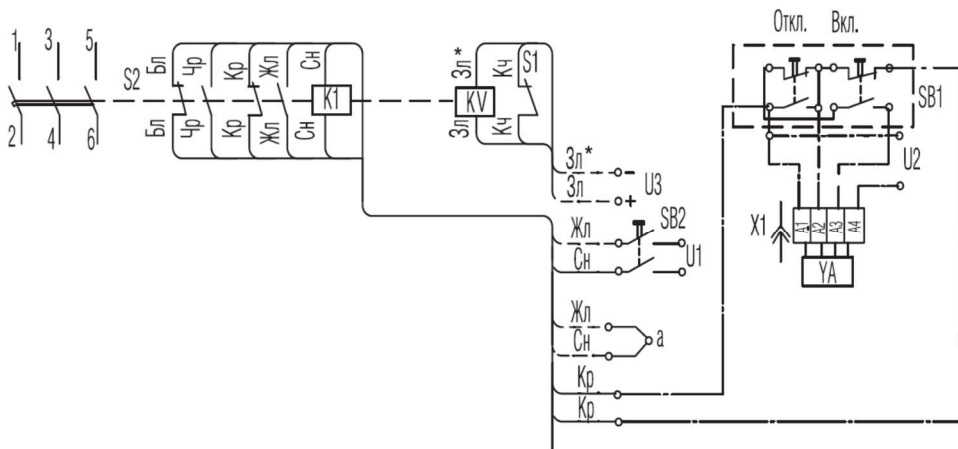 Откл. Вкл.
1 3 5
S2
Бл Чр Кр Жл Сн
K1
Бл Чр Кр Жл Сн
2 4 6
Зл* Кч S1
KV
Зл Кч
SB1
Зл* -
U3
Зл +
U2
Жл SB2
Сн U1
X1
A1 A2 A3 A4
YA
Жл
а
Сн
Кр
Кр